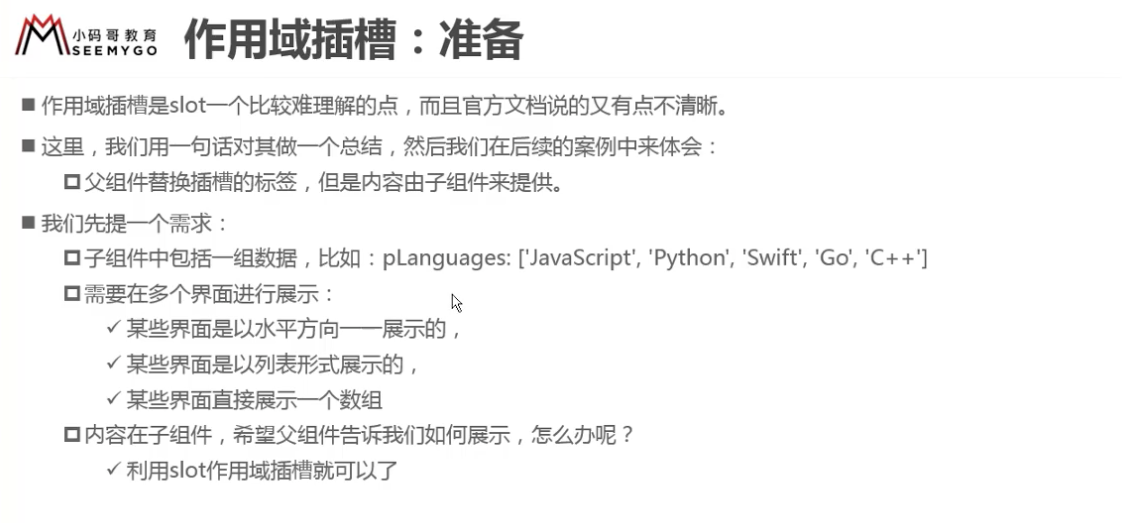 小码哥教育
SEEMYGO
作用域插槽：准备
作用域插槽是slot一个比较难理解的点，而且官方文档说的又有点不清晰。
这里，我们用一句话对其做一个总结，然后我们在后续的案例中来体会：
父组件替换插槽的标签，但是内容由子组件来提供。
我们先提一个需求：
子组件中包括一组数据，比如：pLanguages: ['JavaScript', 'Python', 'Swift', 'Go', 'C++']
需要在多个界面进行展示：
某些界面是以水平方向一一展示的，
某些界面是以列表形式展示的，
某些界面直接展示一个数组
内容在子组件，希望父组件告诉我们如何展示，怎么办呢？
利用slot作用域插槽就可以了